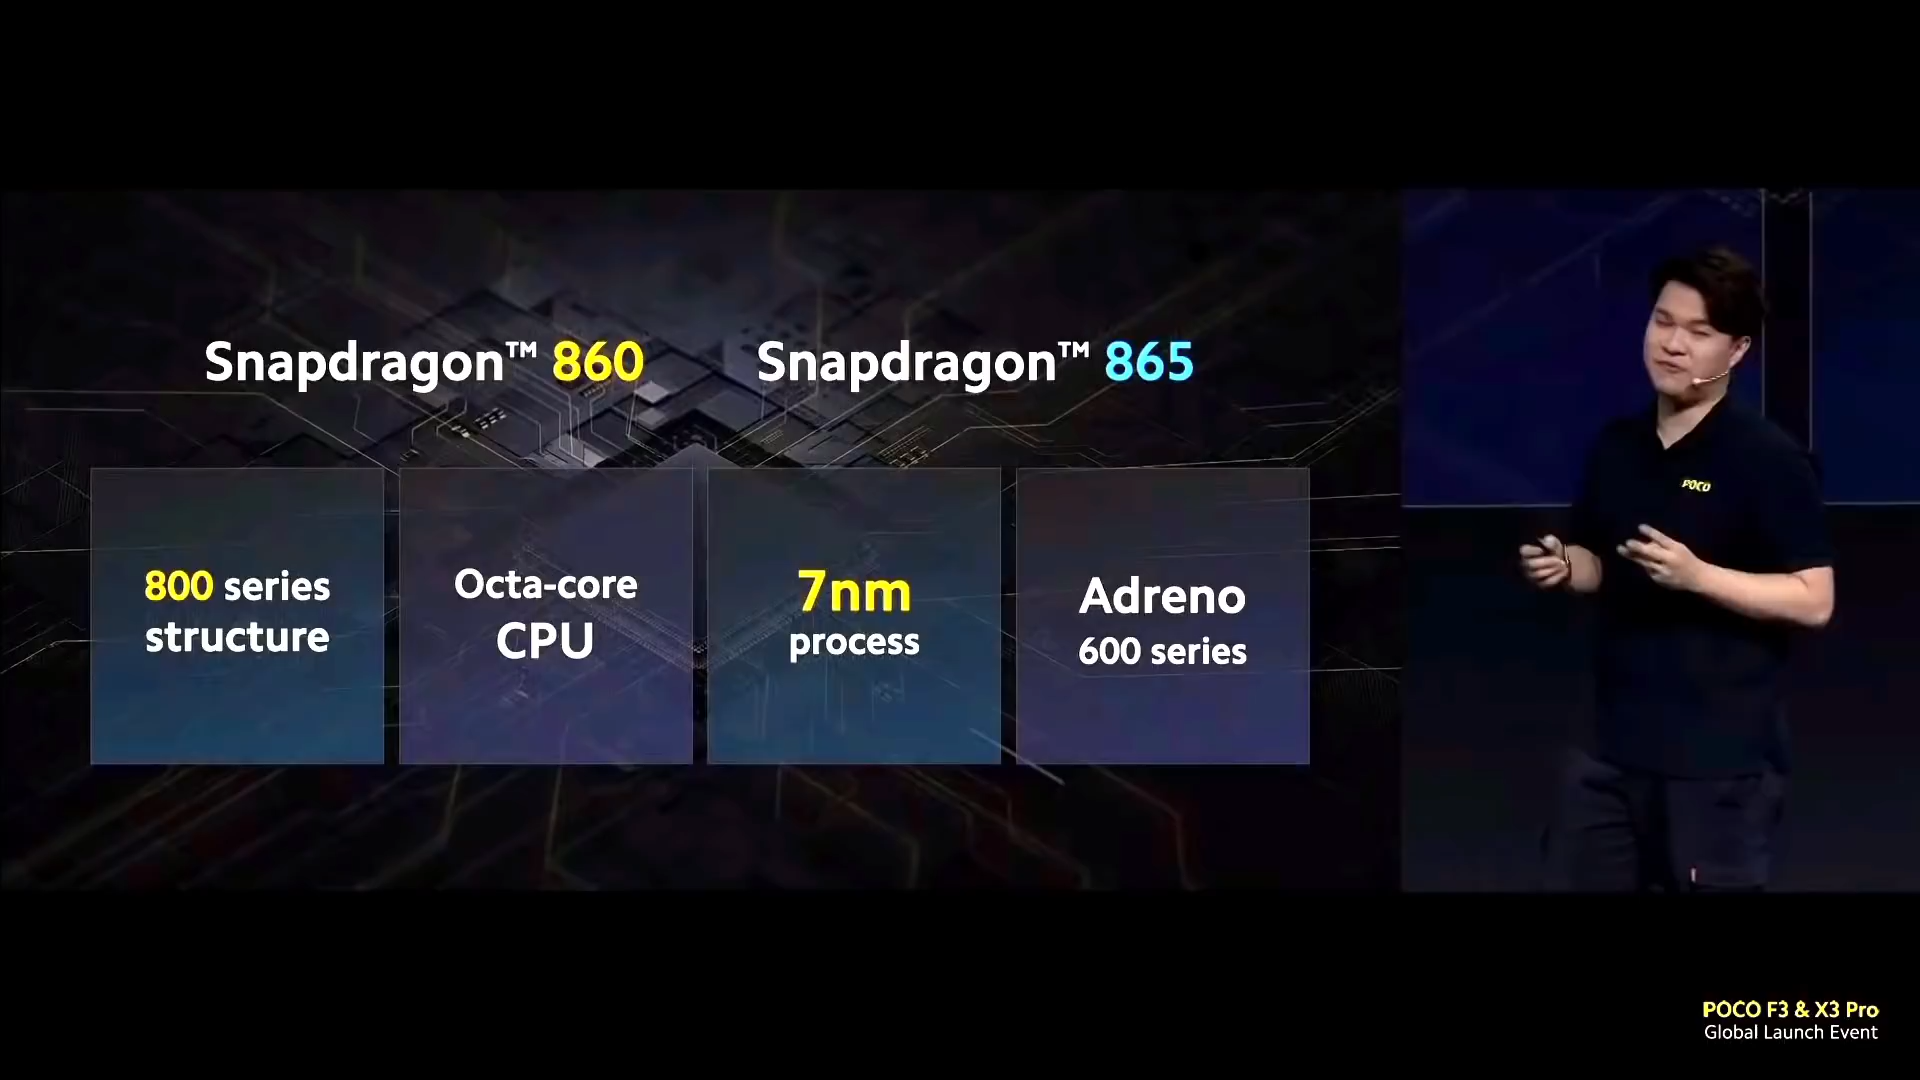 Snapdragon™ 860
Snapdragon™ 865
800 series
structure
Octa-core
CPU
7nm
process
Adreno
600 series
POCO
POCO F3 & X3 Pro
Global Launch Event